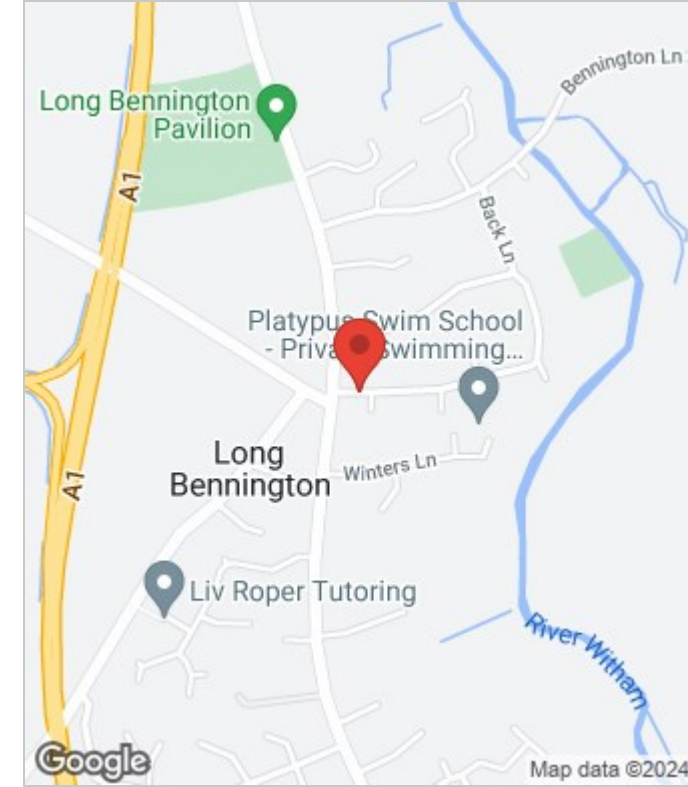 Bennington Ln
Long Bennington
Pavilion
A1
Back Ln
Platypus Swim School
- Private Swimming...
Long
Bennington
Winters Ln
A1
Liv Roper Tutoring
River Witham
Google
Map data ©2024